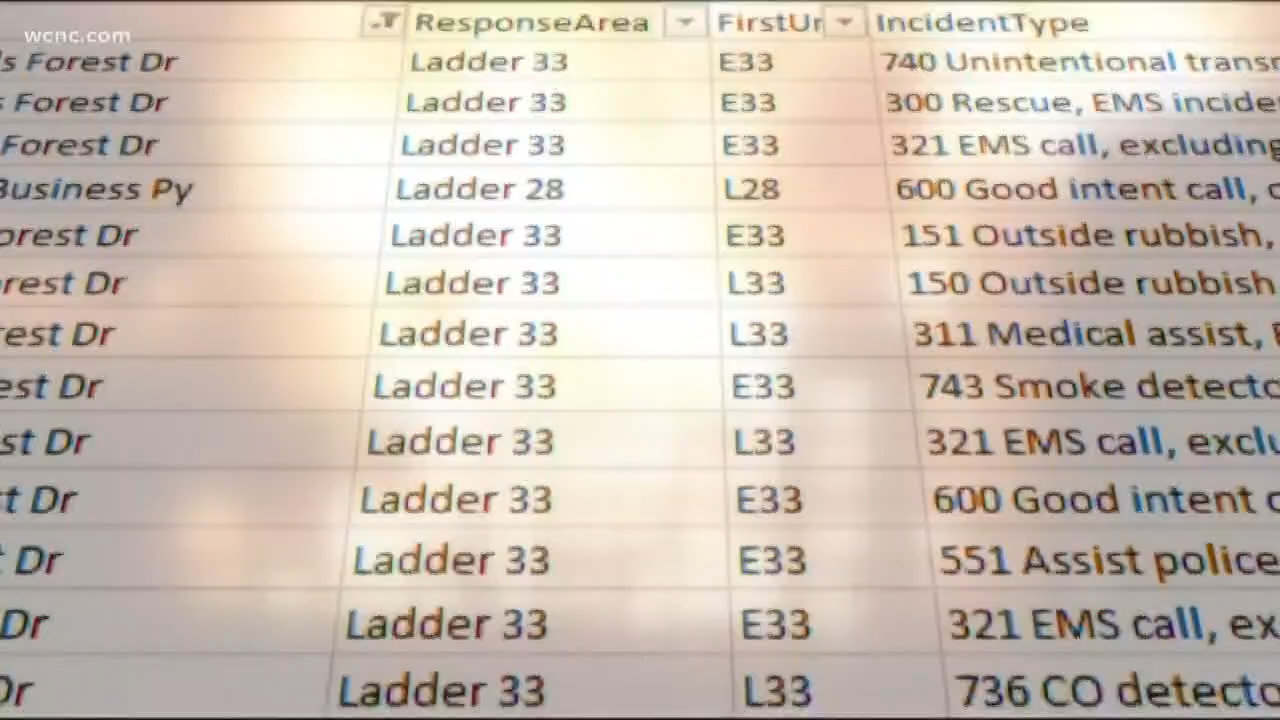 wcnc.com
ResponseArea FirstUr IncidentType
s Forest Dr Ladder 33 E33 740 Unintentional transm
s Forest Dr Ladder 33 E33 300 Rescue, EMS incide
Forest Dr Ladder 33 E33 321 EMS call, excluding
Business Py Ladder 28 L28 600 Good intent call, o
orest Dr Ladder 33 E33 151 Outside rubbish,
rest Dr Ladder 33 L33 150 Outside rubbish
rest Dr Ladder 33 L33 311 Medical assist, E
est Dr Ladder 33 E33 743 Smoke detecto
st Dr Ladder 33 L33 321 EMS call, exclu
t Dr Ladder 33 E33 600 Good intent c
t Dr Ladder 33 E33 551 Assist police
Dr Ladder 33 E33 321 EMS call, ex
Dr Ladder 33 L33 736 CO detecto